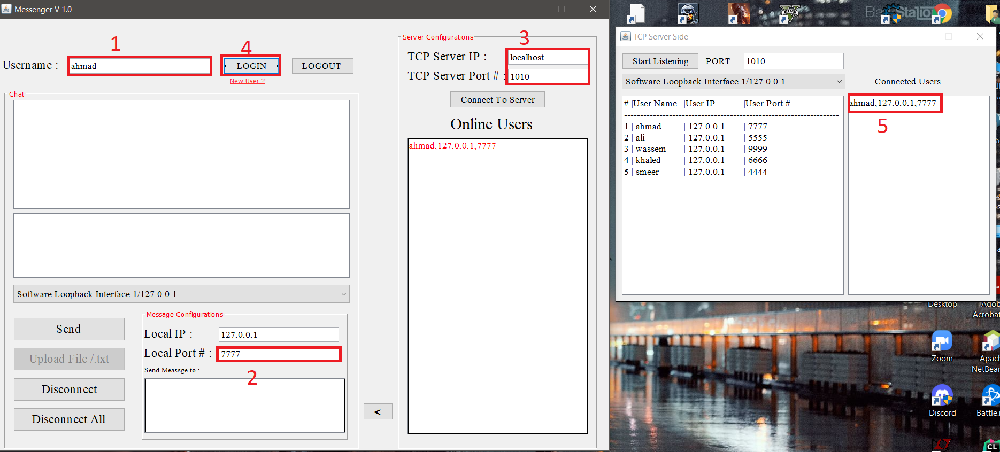 Messenger V 1.0
1
Username :
ahmad
4
LOGIN
LOGOUT
New User ?
Chat
Software Loopback Interface 1/127.0.0.1
Send
Upload File /.txt
Disconnect
Disconnect All
Message Configurations
Local IP :
127.0.0.1
Local Port # :
7777
2
Send Meassge to :
<
Server Configurations
3
TCP Server IP :
localhost
TCP Server Port # :
1010
Connect To Server
Online Users
ahmad,127.0.0.1,7777
TCP Server Side
Start Listening
PORT :
1010
Software Loopback Interface 1/127.0.0.1
Connected Users
# |User Name |User IP |User Port #
-------------------------------------------------------------------
1 | ahmad | 127.0.0.1 | 7777
2 | ali | 127.0.0.1 | 5555
3 | wassem | 127.0.0.1 | 9999
4 | khaled | 127.0.0.1 | 6666
5 | smeer | 127.0.0.1 | 4444
ahmad,127.0.0.1,7777
5
Desktop
Adob
Acrobat
Zoom
Apach
NetBean
Discord
Battle.n
CL